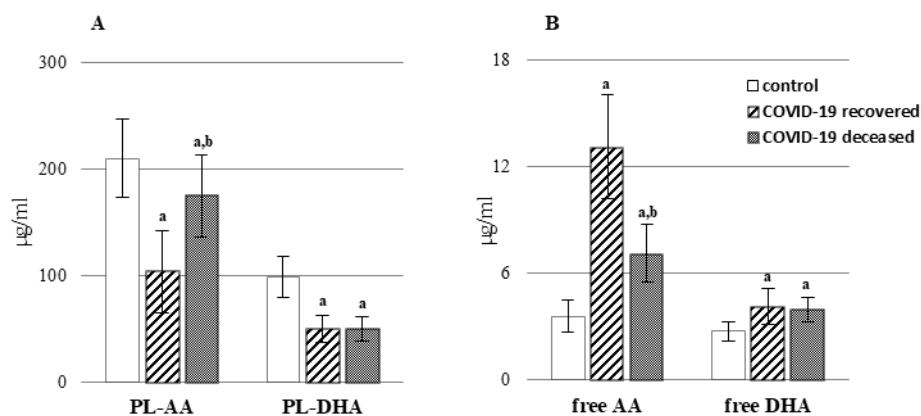 A
300
200
100
0
µg/ml
a
a,b
a
a
PL-AA
PL-DHA
B
18
12
6
0
µg/ml
control
COVID-19 recovered
COVID-19 deceased
a
a,b
a
a
free AA
free DHA